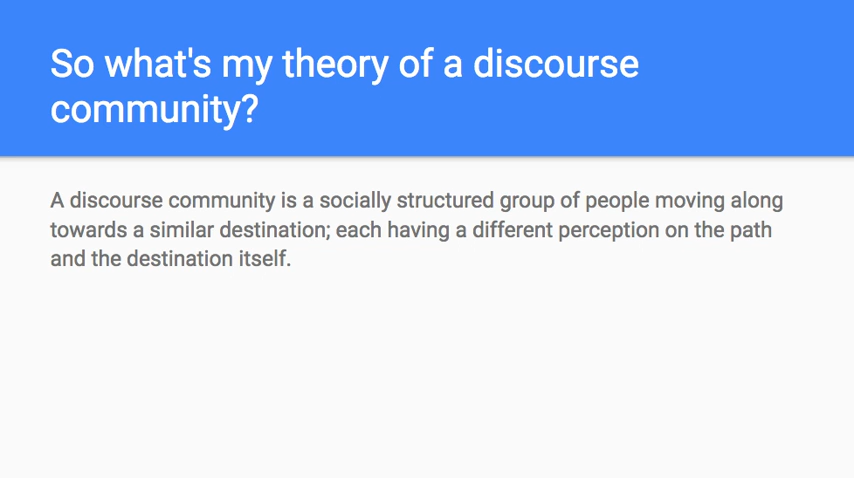 So what's my theory of a discourse
community?
A discourse community is a socially structured group of people moving along
towards a similar destination; each having a different perception on the path
and the destination itself.